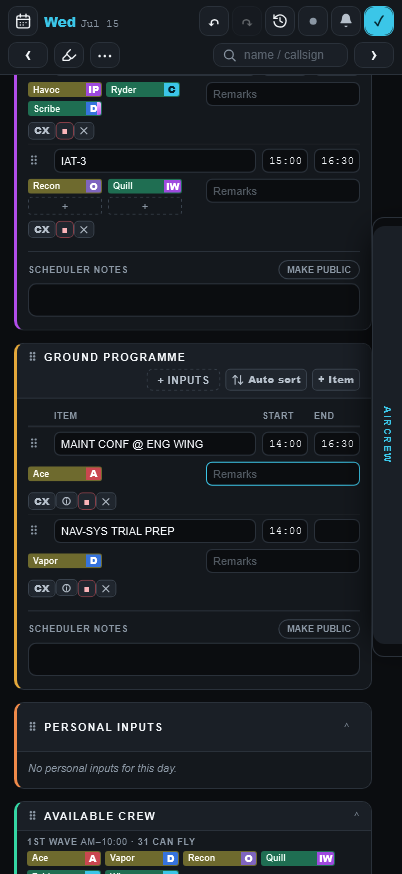 Wed Jul 15
name / callsign
Havoc IP Ryder C Remarks
Scribe D
CX
IAT-3 15:00 16:30
Recon O Quill IW Remarks
+ +
CX
SCHEDULER NOTES MAKE PUBLIC
GROUND PROGRAMME
+ INPUTS Auto sort + Item
ITEM START END
MAINT CONF @ ENG WING 14:00 16:30
Ace A Remarks
CX
NAV-SYS TRIAL PREP 14:00
Vapor D Remarks
CX
SCHEDULER NOTES MAKE PUBLIC
AIRCREW
PERSONAL INPUTS
No personal inputs for this day.
AVAILABLE CREW
1ST WAVE AM–10:00 · 31 CAN FLY
Ace A Vapor D Recon O Quill IW